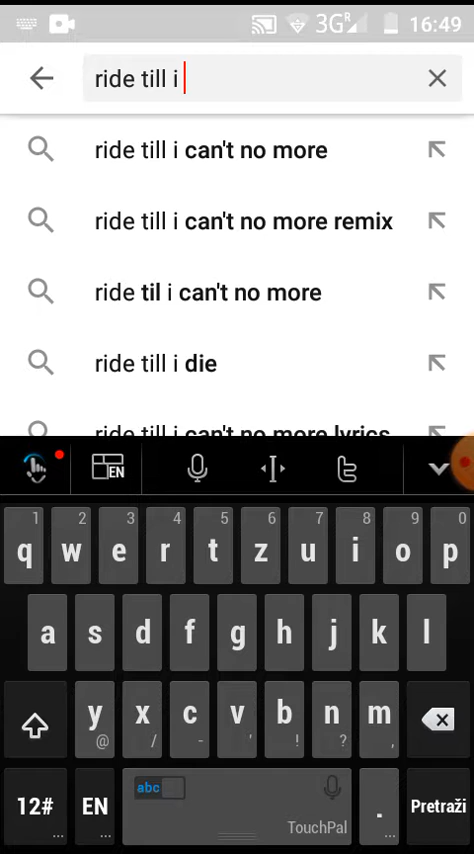 3G R 16:49
ride till i
ride till i can't no more
ride till i can't no more remix
ride til i can't no more
ride till i die
ride till i can't no more lyrics
EN
1 2 3 4 5 6 7 8 9 0
q w e r t z u i o p
a s d f g h j k l
y x c v b n m
@ / - ' ! ? ,
abc
12# EN . Pretraži
... ... TouchPal ...